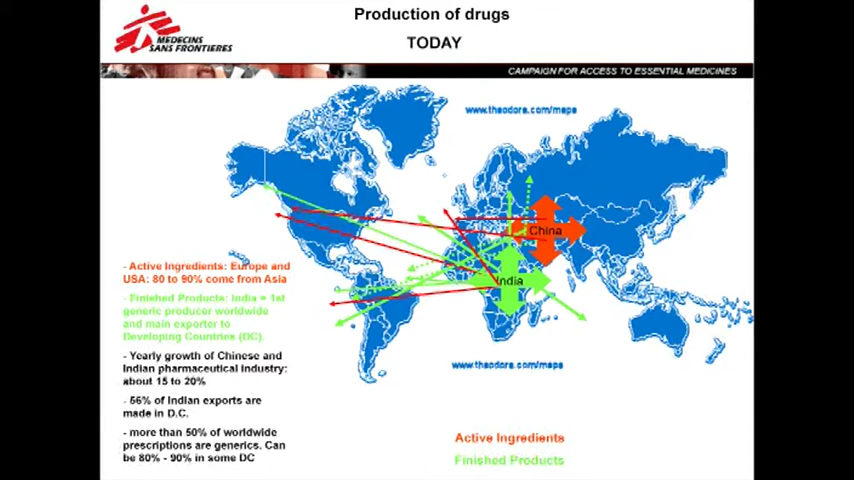 Production of drugs
TODAY
MEDECINS
SANS FRONTIERES
CAMPAIGN FOR ACCESS TO ESSENTIAL MEDICINES
www.theodora.com/maps
China
India
- Active Ingredients: Europe and
USA: 80 to 90% come from Asia
- Finished Products: India = 1st
generic producer worldwide
and main exporter to
Developing Countries (DC).
- Yearly growth of Chinese and
Indian pharmaceutical industry:
about 15 to 20%
- 56% of Indian exports are
made in D.C.
- more than 50% of worldwide
prescriptions are generics. Can
be 80% - 90% in some DC
www.theodora.com/maps
Active Ingredients
Finished Products